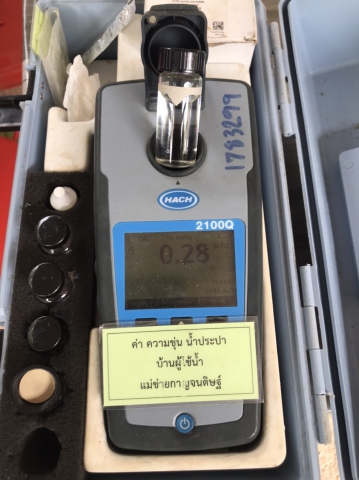 1783299
HACH
2100Q
0.28
NTU
ค่า ความขุ่น น้ำประปา
บ้านผู้ใช้น้ำ
แม่ข่ายกาญจนดิษฐ์